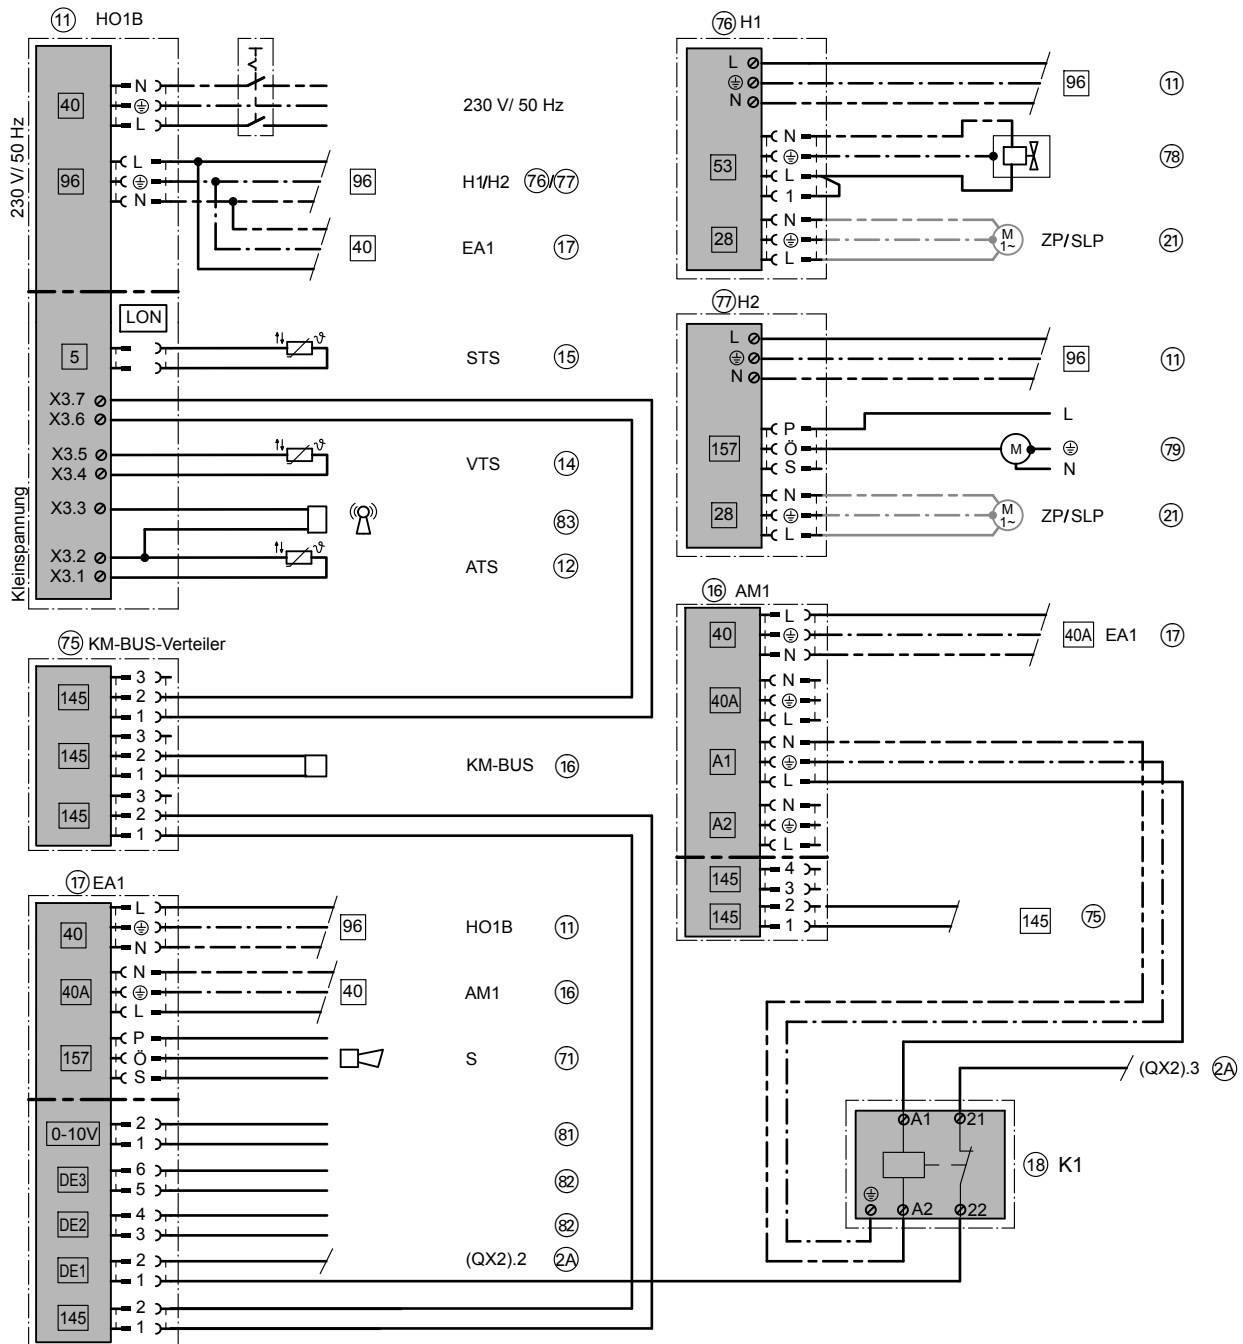 11 HO1B
230 V/ 50 Hz
Kleinspannung
40
N
L
230 V/ 50 Hz
96
L
N
96 H1/H2 76/77
40 EA1 17
LON
5
ϑ
STS 15
X3.7
X3.6
X3.5
X3.4
ϑ
VTS 14
X3.3
83
X3.2
X3.1
ϑ
ATS 12
75 KM-BUS-Verteiler
145
3
2
1
145
3
2
1
KM-BUS 16
145
3
2
1
17 EA1
40
L
N
96 HO1B 11
40A
N
L
40 AM1 16
157
P
Ö
S
S 71
0-10V
2
1
81
DE3
6
5
82
DE2
4
3
82
DE1
2
1
(QX2).2 2A
145
2
1
76 H1
L
N
96 11
53
N
L
1
78
28
N
L
M
1~
ZP/SLP 21
77 H2
L
N
96 11
157
P
Ö
S
M
L
N
79
28
N
L
M
1~
ZP/SLP 21
16 AM1
40
L
N
40A EA1 17
40A
N
L
A1
N
L
A2
N
L
145
4
3
145
2
1
145 75
(QX2).3 2A
A1 21
18 K1
A2 22